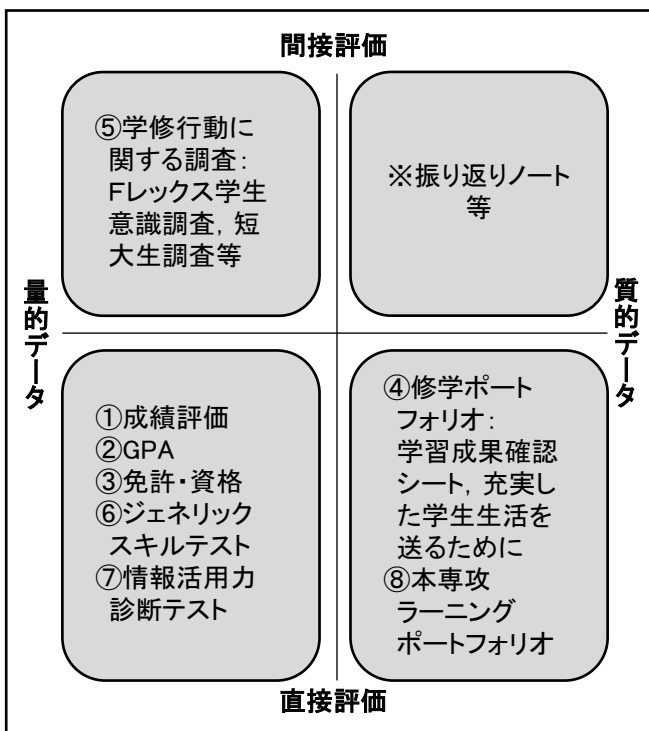 間接評価
⑤学修行動に
関する調査：
Fレックス学生
意識調査，短
大生調査等
※振り返りノート
等
量的データ
質的データ
①成績評価
②GPA
③免許・資格
⑥ジェネリック
スキルテスト
⑦情報活用力
診断テスト
④修学ポート
フォリオ：
学習成果確認
シート，充実し
た学生生活を
送るために
⑧本専攻
ラーニング
ポートフォリオ
直接評価